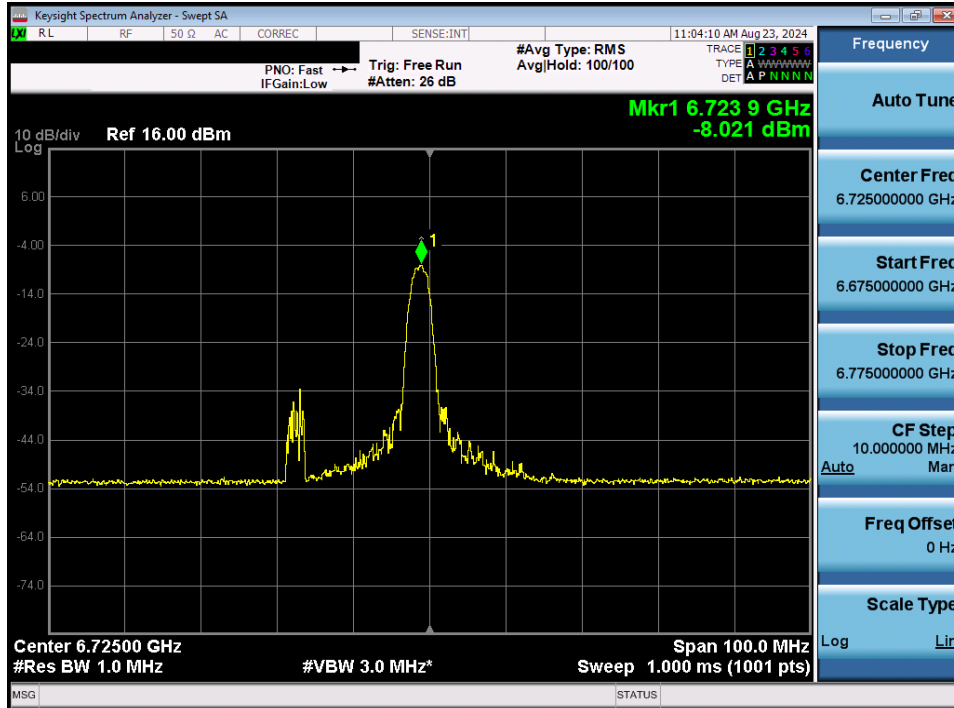 Keysight Spectrum Analyzer - Swept SA
LXI RL RF 50 Ω AC CORREC SENSE:INT 11:04:10 AM Aug 23, 2024
PNO: Fast Trig: Free Run #Avg Type: RMS TRACE 1 2 3 4 5 6
IFGain:Low #Atten: 26 dB Avg|Hold: 100/100 TYPE A WWWWW
DET A P N N N N
Mkr1 6.723 9 GHz
-8.021 dBm
10 dB/div Ref 16.00 dBm
Log
1
6.00
-4.00
-14.0
-24.0
-34.0
-44.0
-54.0
-64.0
-74.0
Center 6.72500 GHz Span 100.0 MHz
#Res BW 1.0 MHz #VBW 3.0 MHz* Sweep 1.000 ms (1001 pts)
MSG STATUS
Frequency
Auto Tune
Center Freq
6.725000000 GHz
Start Freq
6.675000000 GHz
Stop Freq
6.775000000 GHz
CF Step
10.000000 MHz
Auto Man
Freq Offset
0 Hz
Scale Type
Log Lin